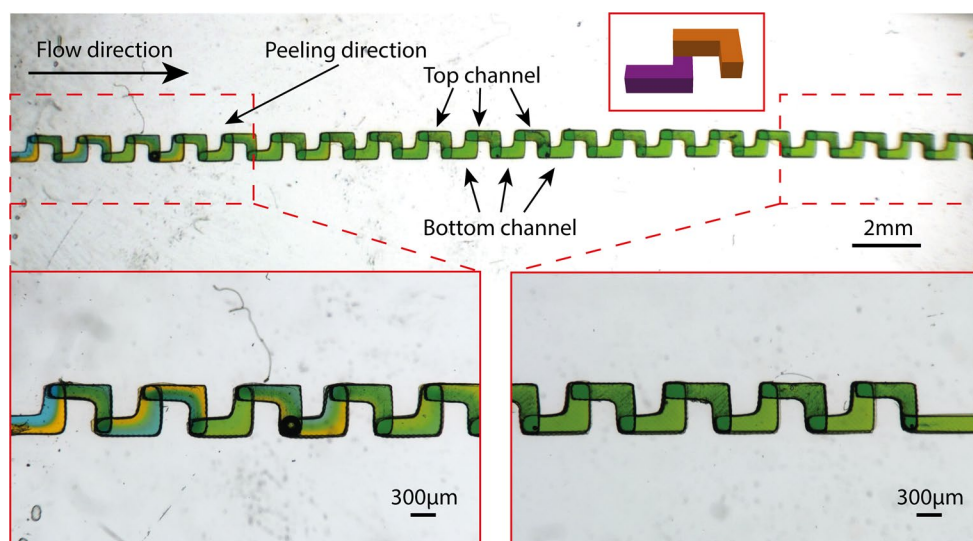 Flow direction
Peeling direction
Top channel
Bottom channel
2mm
300μm
300μm